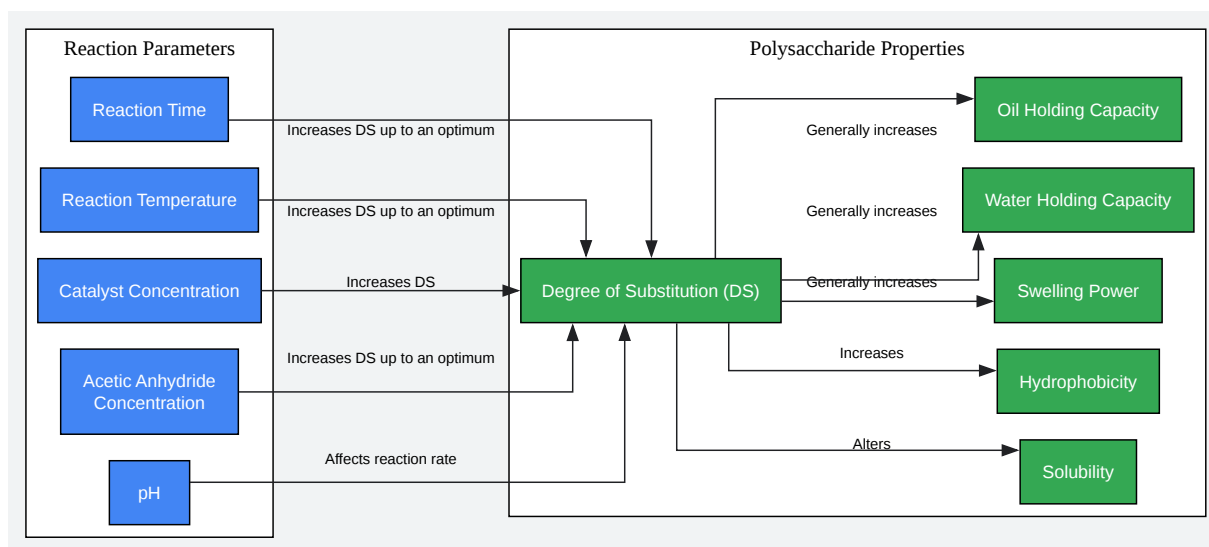 Reaction Parameters
Polysaccharide Properties
Reaction Time
Increases DS up to an optimum
Generally increases
Oil Holding Capacity
Reaction Temperature
Increases DS up to an optimum
Generally increases
Water Holding Capacity
Catalyst Concentration
Increases DS
Degree of Substitution (DS)
Generally increases
Swelling Power
Acetic Anhydride
Concentration
Increases DS up to an optimum
Increases
Hydrophobicity
pH
Affects reaction rate
Alters
Solubility